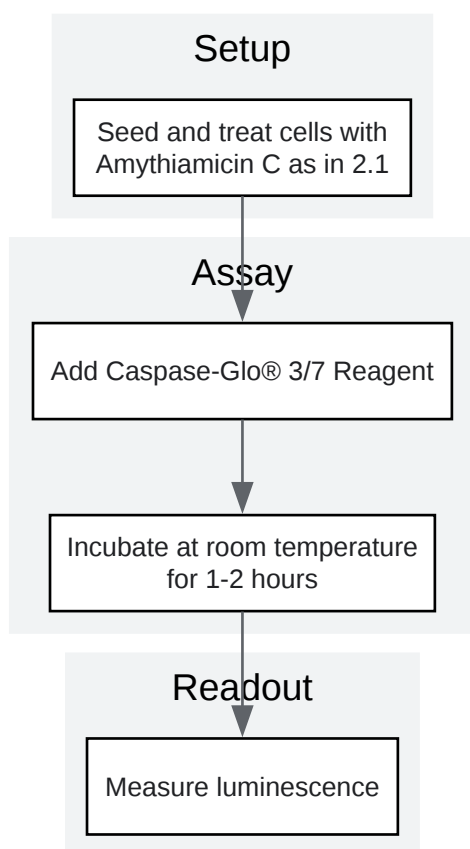 Setup
Seed and treat cells with
Amythiamicin C as in 2.1
Assay
Add Caspase-Glo® 3/7 Reagent
Incubate at room temperature
for 1-2 hours
Readout
Measure luminescence